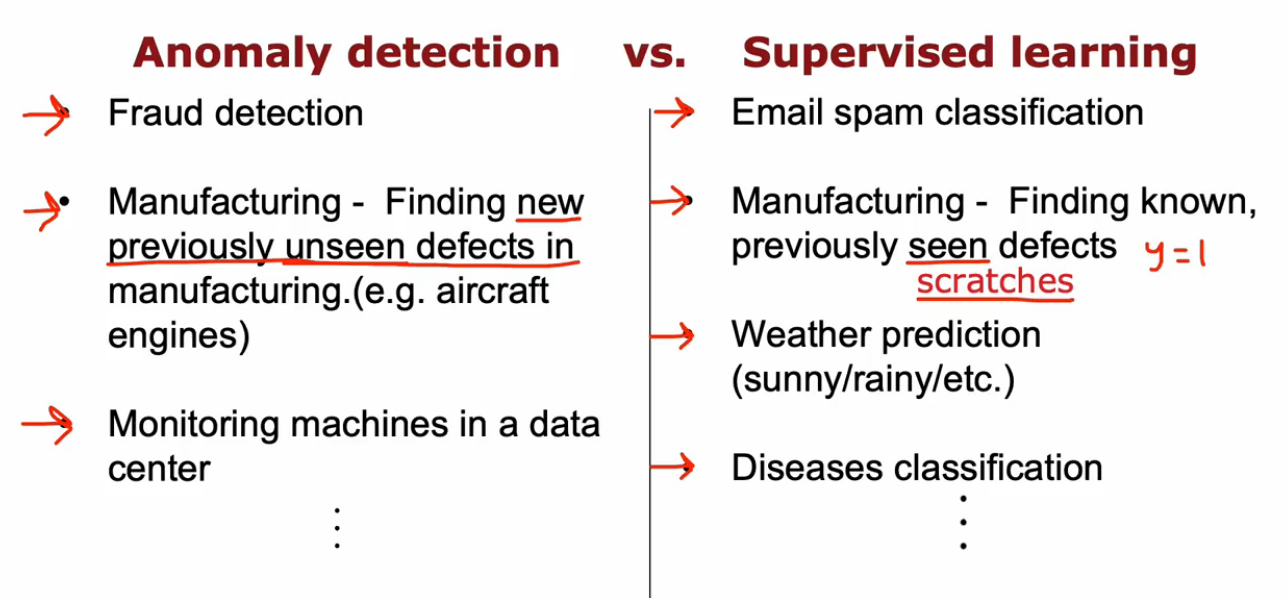 Anomaly detection vs. Supervised learning
• Fraud detection
• Manufacturing - Finding new
previously unseen defects in
manufacturing.(e.g. aircraft
engines)
• Monitoring machines in a data
center
⋮
• Email spam classification
• Manufacturing - Finding known,
previously seen defects y=1
scratches
• Weather prediction
(sunny/rainy/etc.)
• Diseases classification
⋮